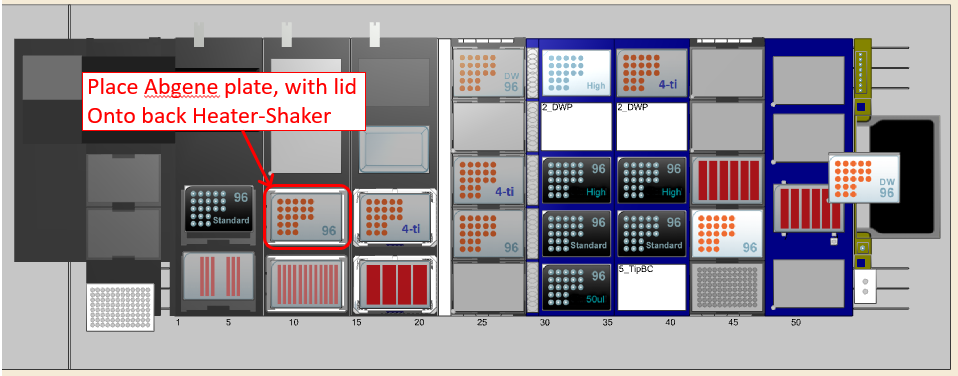 Place Abgene plate, with lid
Onto back Heater-Shaker
DW
96
High
4-ti
2_DWP
2_DWP
96
Standard
96
4-ti
4-ti
96
High
96
High
DW
96
96
96
Standard
96
Standard
96
5_TipBC
96
50ul
1
5
10
15
20
25
30
35
40
45
50